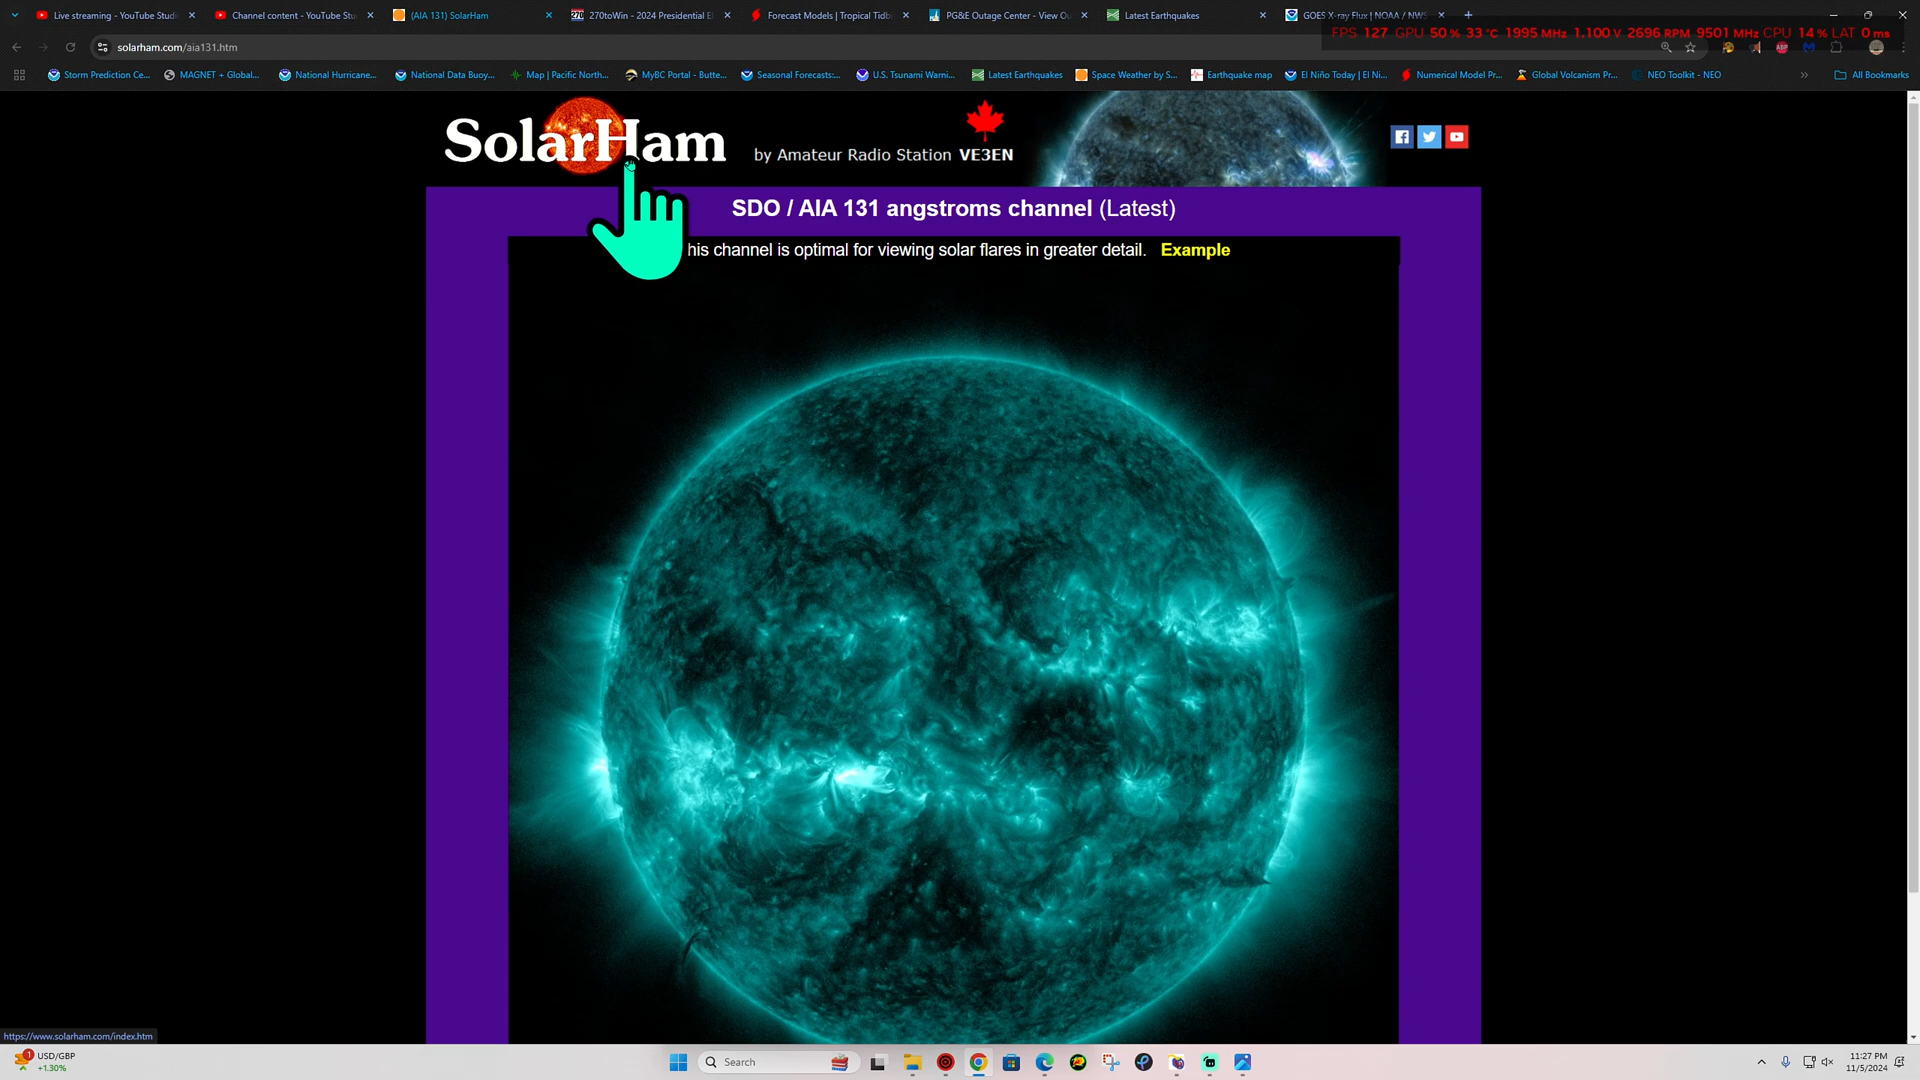 Live streaming - YouTube Studi
Channel content - YouTube Stu
(AIA 131) SolarHam
270toWin - 2024 Presidential El
Forecast Models | Tropical Tidb
PG&E Outage Center - View Ou
Latest Earthquakes
GOES X-ray Flux | NOAA / NWS
solarham.com/aia131.htm
FPS 127 GPU 50 % 33 °C 1995 MHz 1,100 V 2696 RPM 9501 MHz CPU 14 % LAT 0 ms
Storm Prediction Ce...
MAGNET + Global...
National Hurricane...
National Data Buoy...
Map | Pacific North...
MyBC Portal - Butte...
Seasonal Forecasts:...
U.S. Tsunami Warni...
Latest Earthquakes
Space Weather by S...
Earthquake map
El Niño Today | El Ni...
Numerical Model Pr...
Global Volcanism Pr...
NEO Toolkit - NEO
All Bookmarks
SolarHam
by Amateur Radio Station VE3EN
SDO / AIA 131 angstroms channel (Latest)
his channel is optimal for viewing solar flares in greater detail. Example
https://www.solarham.com/index.htm
USD/GBP
+1.30%
Search
11:27 PM
11/5/2024